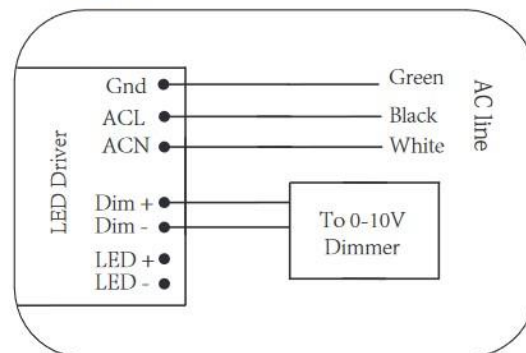 LED Driver
Gnd
ACL
ACN
Dim +
Dim -
LED +
LED -
Green
Black
White
AC line
To 0-10V
Dimmer